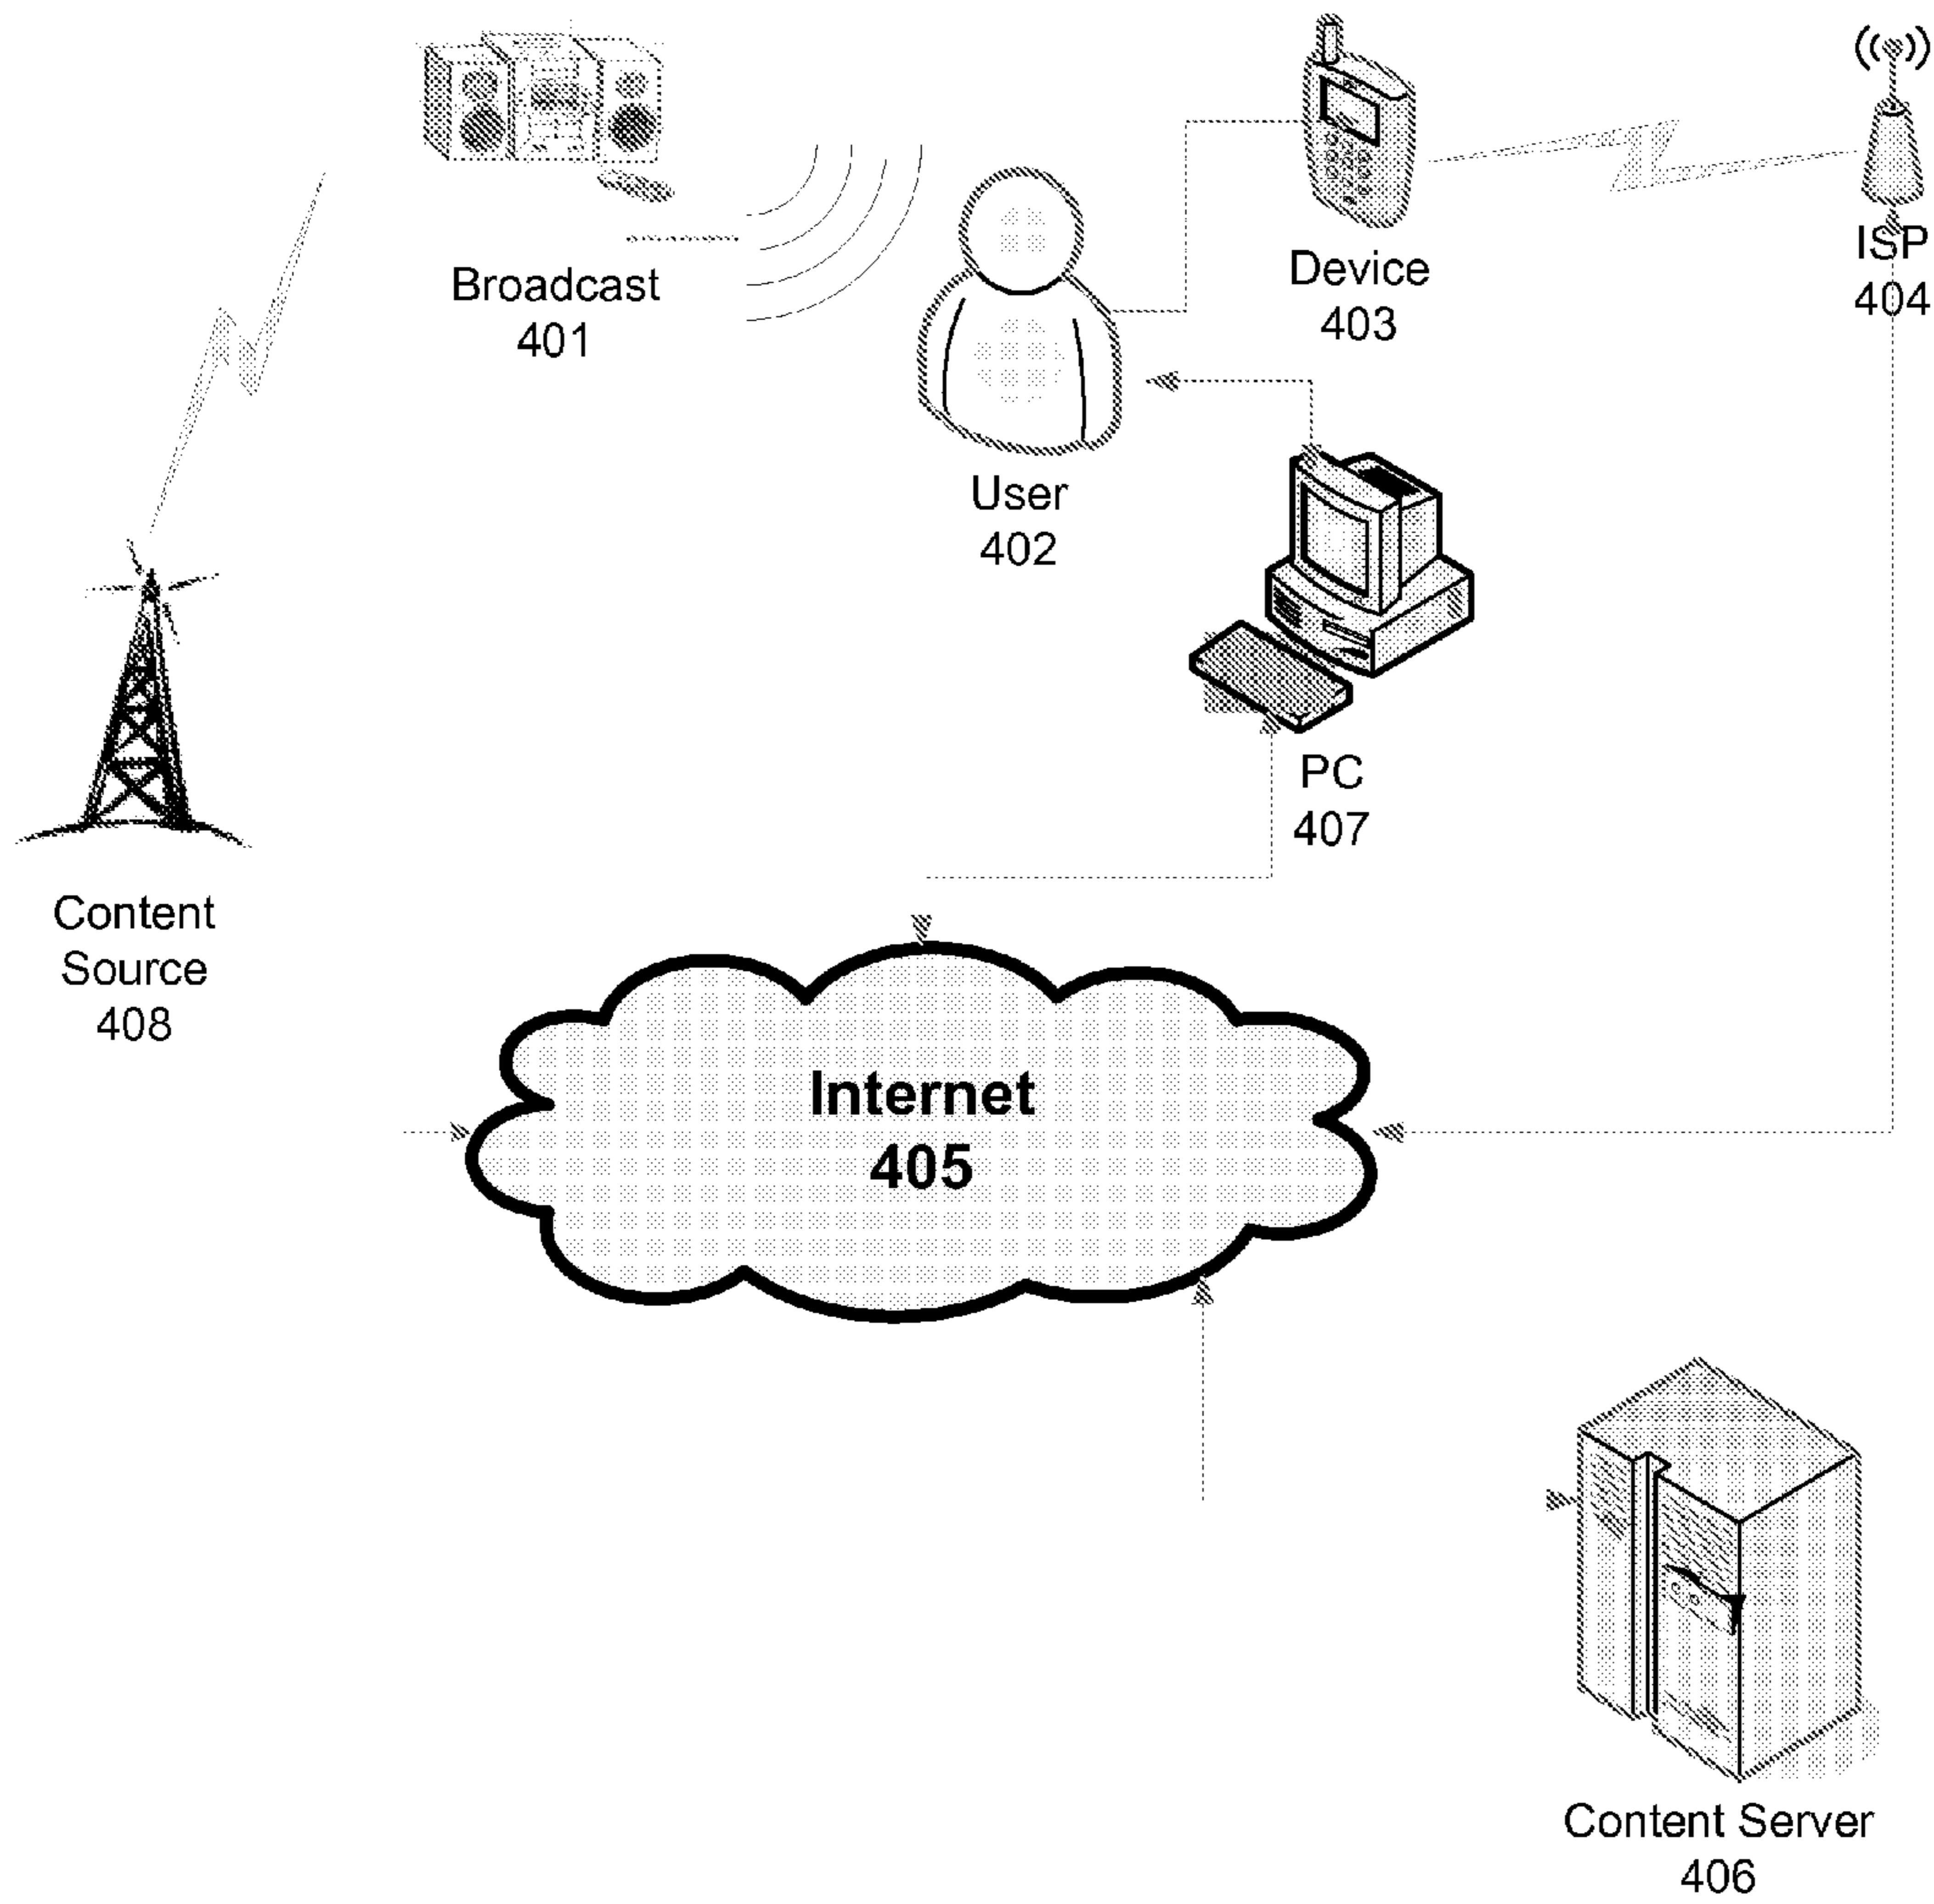 Broadcast
401
Device
403
ISP
404
User
402
PC
407
Content
Source
408
Internet
405
Content Server
406